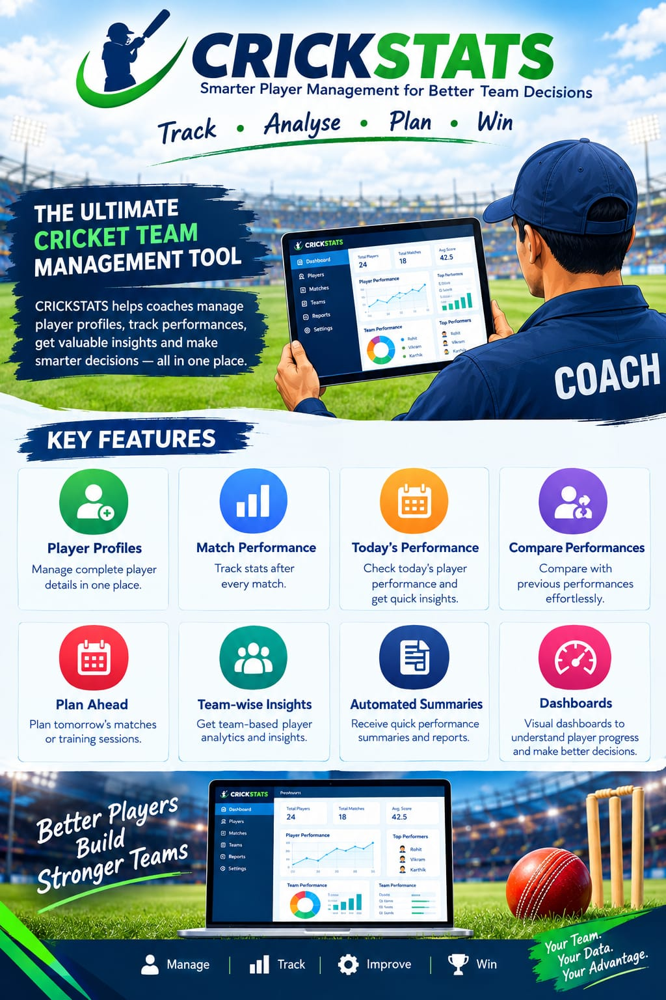 CRICKSTATS
Smarter Player Management for Better Team Decisions
Track • Analyse • Plan • Win
THE ULTIMATE
CRICKET TEAM
MANAGEMENT TOOL
CRICKSTATS helps coaches manage
player profiles, track performances,
get valuable insights and make
smarter decisions — all in one place.
CRICKSTATS
Dashboard
Players
Matches
Teams
Reports
Settings
Total Players
24
Total Matches
18
Avg Score
42.5
Player Performance
Top Performers
Team Performance
Rohit
Vikram
Karthik
Top Performers
Rohit
Vikram
Karthik
COACH
KEY FEATURES
Player Profiles
Manage complete player
details in one place.
Match Performance
Track stats after
every match.
Today's Performance
Check today's player
performance and
get quick insights.
Compare Performances
Compare with
previous performances
effortlessly.
Plan Ahead
Plan tomorrow's matches
or training sessions.
Team-wise Insights
Get team-based player
analytics and insights.
Automated Summaries
Receive quick performance
summaries and reports.
Dashboards
Visual dashboards to
understand player progress
and make better decisions.
Better Players
Build
Stronger Teams
CRICKSTATS
Dashboard
Players
Matches
Teams
Reports
Settings
Total Players
24
Total Matches
18
Avg, Score
42.5
Player Performance
Top Performers
Rohit
Vikram
Karthik
Team Performance
Team Performance
Your Team.
Your Data.
Your Advantage.
Manage | Track | Improve | Win